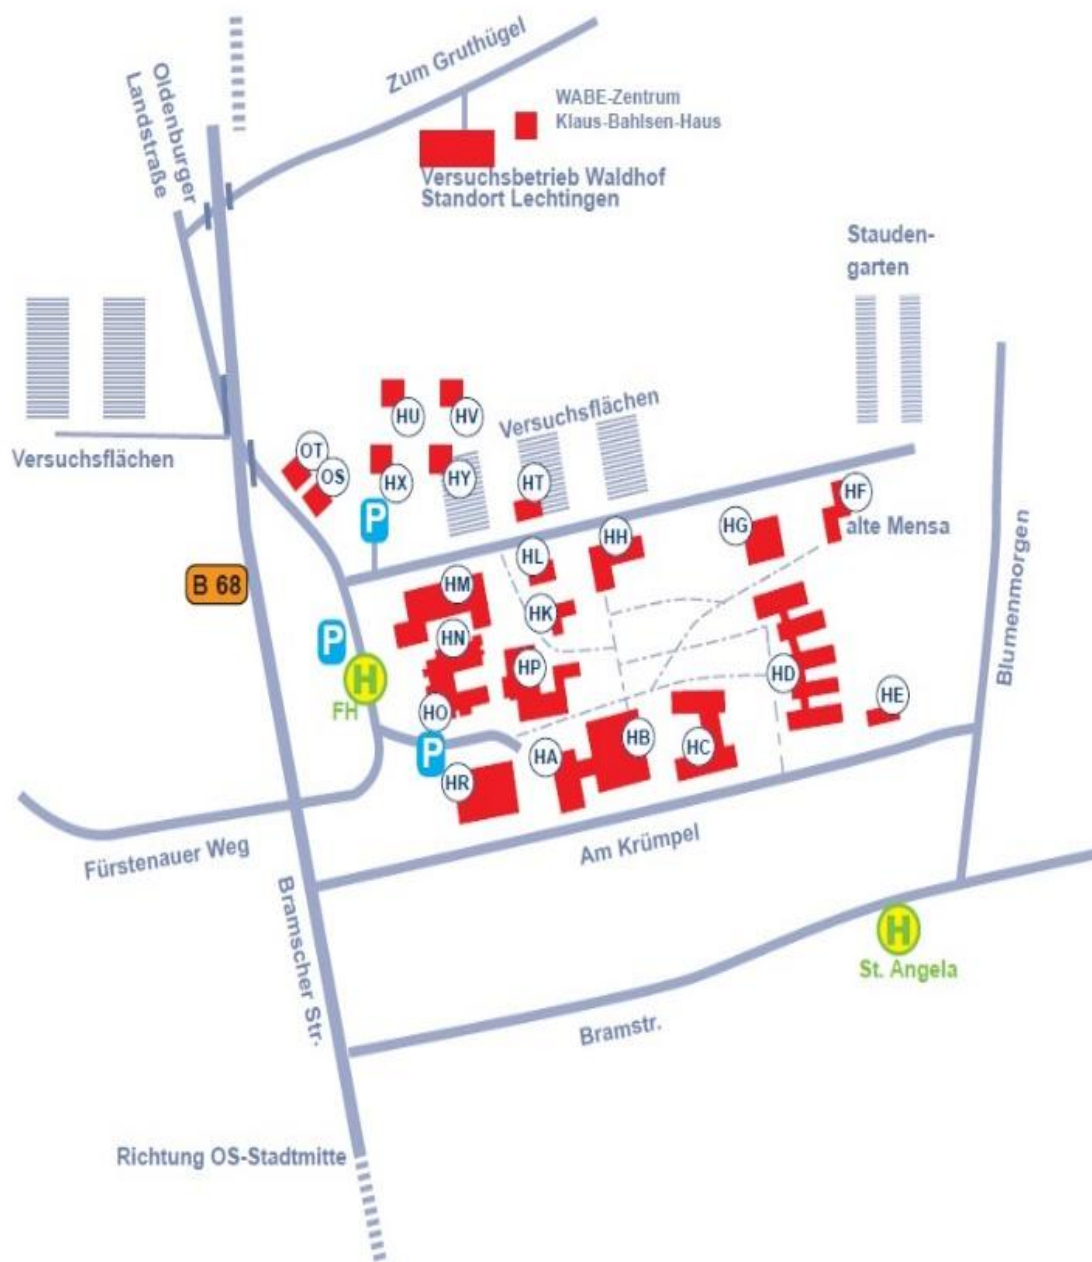 Zum Gruthügel
Oldenburger
Landstraße
WABE-Zentrum
Klaus-Bahlsen-Haus
Versuchsbetrieb Waldhof
Standort Lechtingen
Stauden-
garten
HU
HV
Versuchsflächen
Versuchsflächen
OT
OS
HX
HY
HT
HF
P
HG
alte Mensa
HH
HL
B 68
HM
HK
Blumenmorgen
P
HN
HP
HD
H
FH
HO
HE
P
HA
HB
HC
HR
Am Krümpel
Fürstenauer Weg
Bramscher Str.
H
St. Angela
Bramstr.
Richtung OS-Stadtmitte